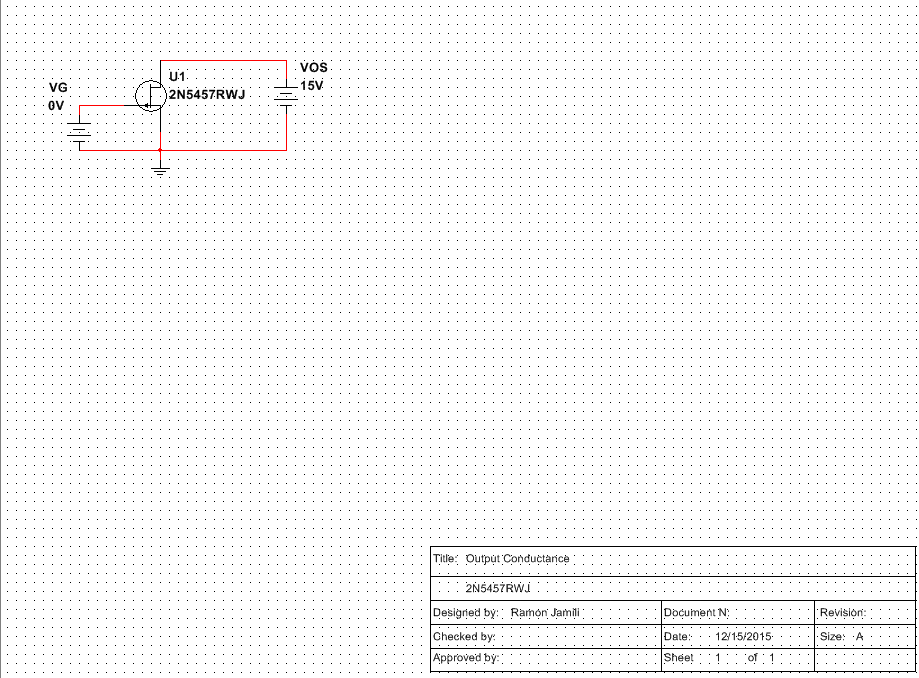 VG
0V
U1
2N5457RWJ
VOS
15V
Title: Output Conductance
2N5457RWJ
Designed by: Ramon Jamili Document N: Revision:
Checked by: Date: 12/15/2015 Size: A
Approved by: Sheet 1 of 1